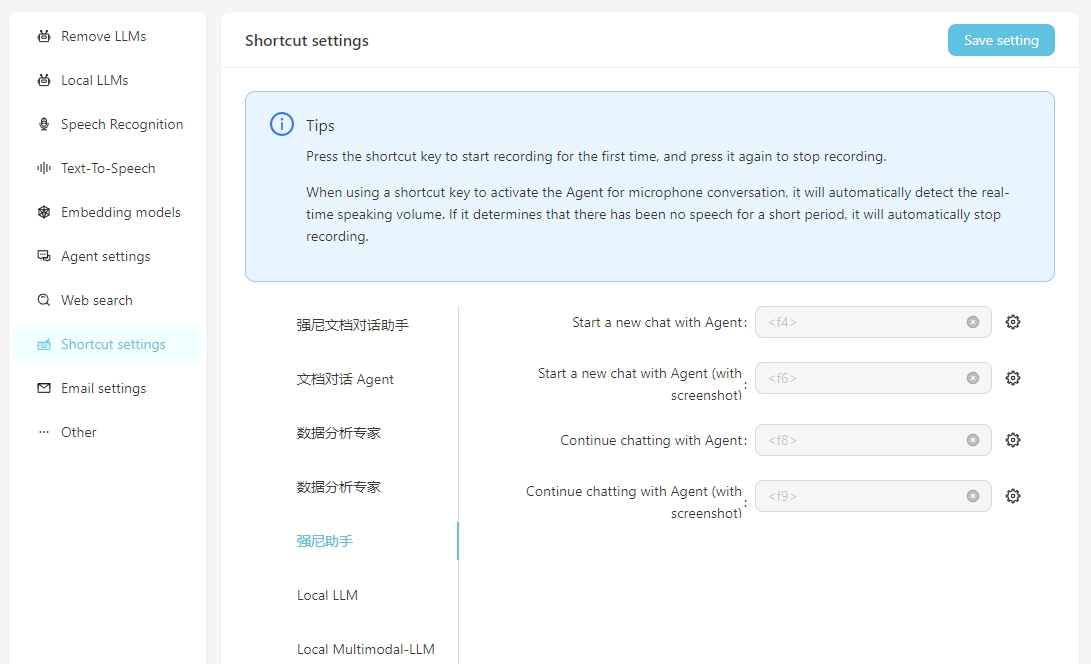 Remove LLMs
Local LLMs
Speech Recognition
Text-To-Speech
Embedding models
Agent settings
Web search
Shortcut settings
Email settings
Other
Shortcut settings
Save setting
Tips
Press the shortcut key to start recording for the first time, and press it again to stop recording.
When using a shortcut key to activate the Agent for microphone conversation, it will automatically detect the real-
time speaking volume. If it determines that there has been no speech for a short period, it will automatically stop
recording.
强尼文档对话助手
文档对话 Agent
数据分析专家
数据分析专家
强尼助手
Local LLM
Local Multimodal-LLM
Start a new chat with Agent:
<f4>
Start a new chat with Agent (with
screenshot) :
<f6>
Continue chatting with Agent:
<f8>
Continue chatting with Agent (with
screenshot) :
<f9>